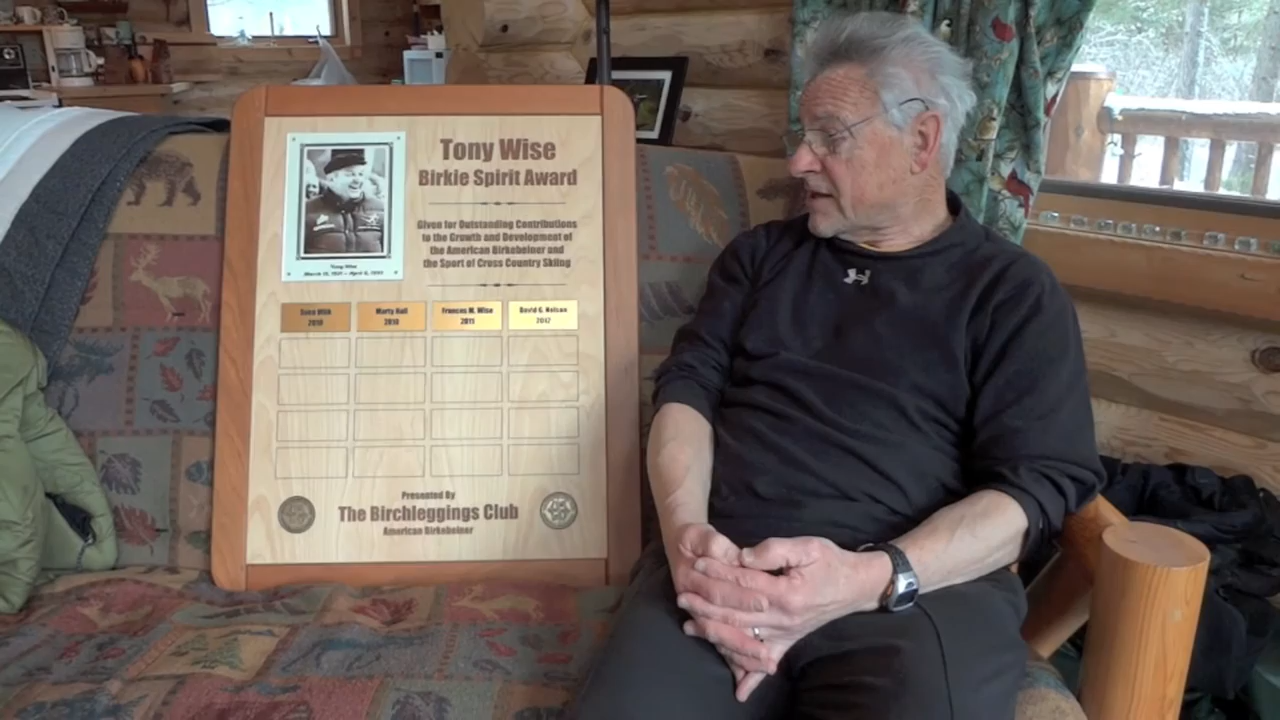 Tony Wise
Birkie Spirit Award
Given for Outstanding Contributions
to the Growth and Development of
the American Birkebeiner and
the Sport of Cross Country Skiing
Tony Wise
Sven Wiik
2010
Marty Hall
2010
Frances M. Wise
2011
David G. Nelson
2012
Presented By
The Birchleggings Club
American Birkebeiner